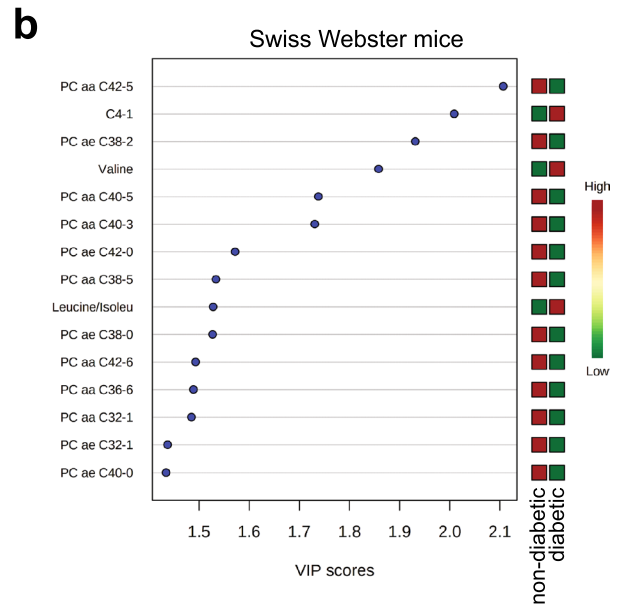 b
Swiss Webster mice
PC aa C42-5
C4-1
PC ae C38-2
Valine
PC aa C40-5
PC aa C40-3
PC ae C42-0
PC aa C38-5
Leucine/Isoleu
PC ae C38-0
PC aa C42-6
PC aa C36-6
PC aa C32-1
PC ae C32-1
PC ae C40-0
1.5 1.6 1.7 1.8 1.9 2.0 2.1
VIP scores
non-diabetic
diabetic
High
Low